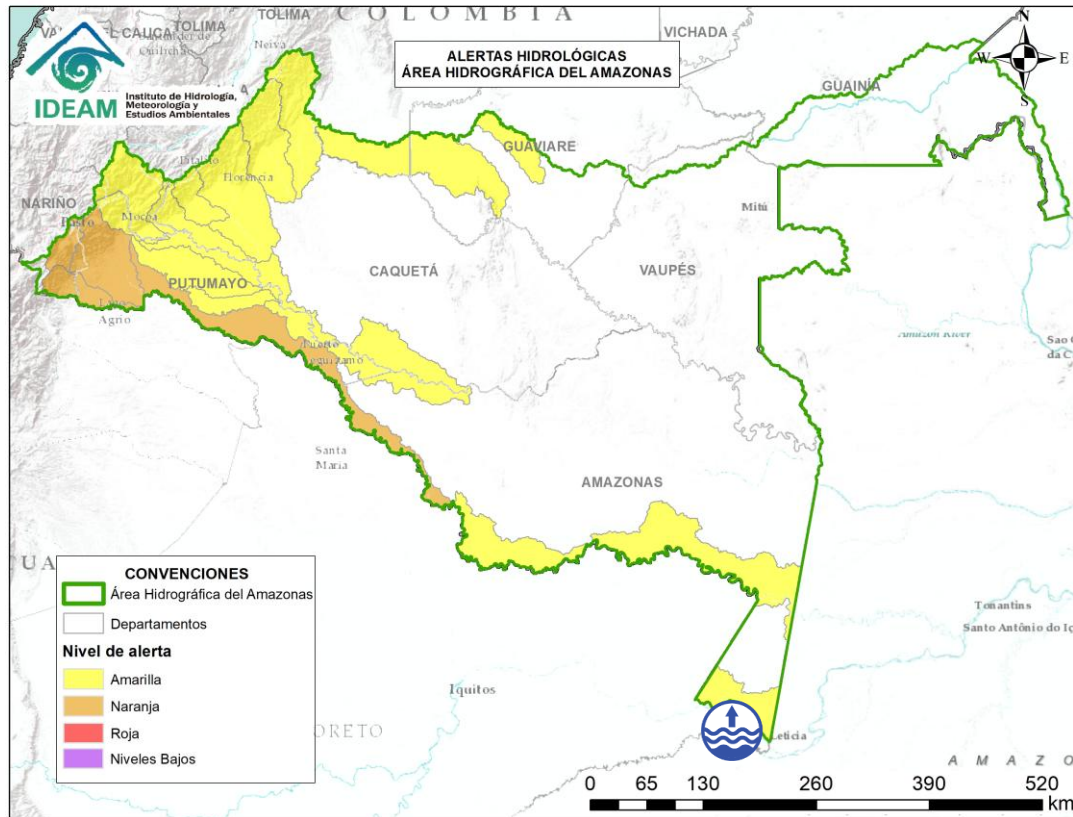 COLOMBIA
TOLIMA
TOLIMA
CAUCA
Neiva
VICHADA
ALERTAS HIDROLÓGICAS
ÁREA HIDROGRÁFICA DEL AMAZONAS
N
W
E
S
IDEAM
Instituto de Hidrología,
Meteorología y
Estudios Ambientales
GUAINÍA
GUAVIARE
Florencia
NARIÑO
Mocoa
Pasto
Mitú
CAQUETÁ
VAUPÉS
PUTUMAYO
Lago
Agrio
Amazon River
Puerto
Leguízamo
Santa
María
AMAZONAS
CONVENCIONES
Área Hidrográfica del Amazonas
Departamentos
Nivel de alerta
Amarilla
Naranja
Roja
Niveles Bajos
Tonantins
Santo Antônio do Iç
Iquitos
ORETO
Leticia
AMAZO
0 65 130 260 390 520
km